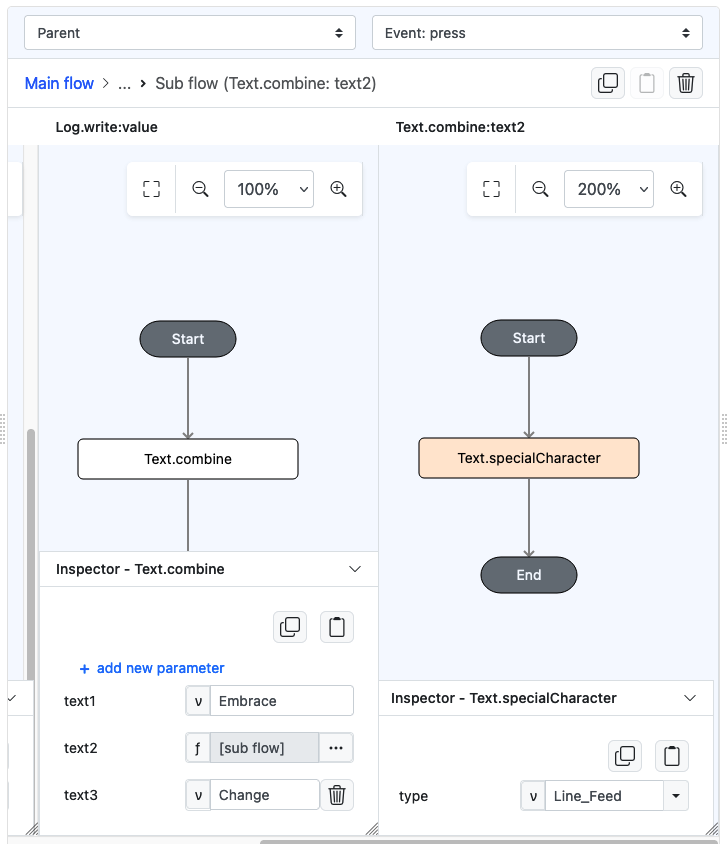 Parent
Event: press
Main flow > ... > Sub flow (Text.combine: text2)
Log.write:value
Text.combine:text2
100%
200%
Start
Start
Text.combine
Text.specialCharacter
End
Inspector - Text.combine
+ add new parameter
text1
ν Embrace
text2
ƒ [sub flow] ...
text3
ν Change
Inspector - Text.specialCharacter
type
ν Line_Feed